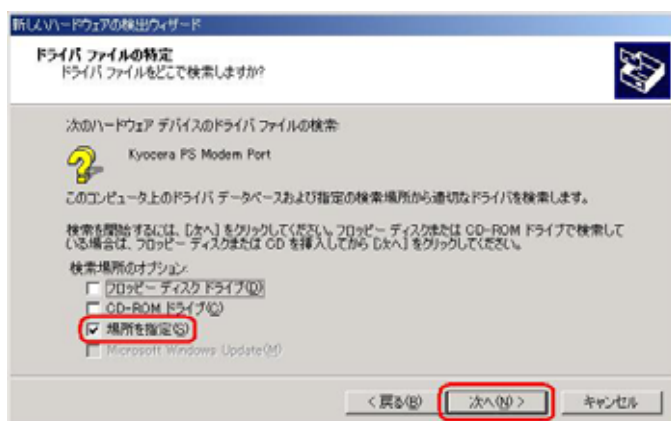 新しいハードウェアの検出ウィザード
ドライバ ファイルの特定
ドライバ ファイルをどこで検索しますか?
次のハードウェア デバイスのドライバ ファイルの検索:
Kyocera PS Modem Port
このコンピュータ上のドライバ データベースおよび指定の検索場所から適切なドライバを検索します。
検索を開始するには、[次へ] をクリックしてください。フロッピー ディスクまたは CD-ROM ドライブで検索して
いる場合は、フロッピー ディスクまたは CD を挿入してから [次へ] をクリックしてください。
検索場所のオプション:
フロッピー ディスク ドライブ(D)
CD-ROM ドライブ(C)
場所を指定(S)
Microsoft Windows Update(M)
< 戻る(B) 次へ(N) > キャンセル